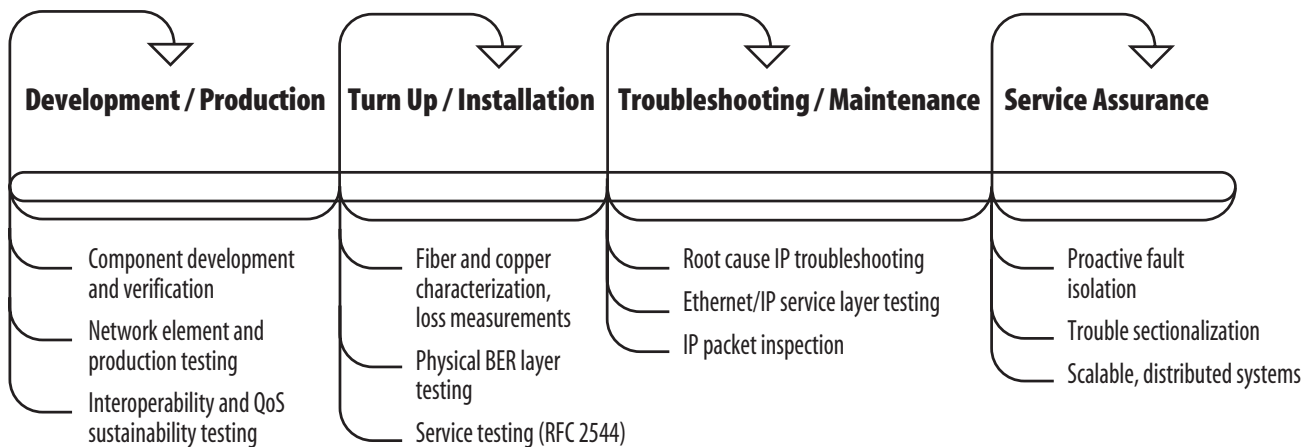 Development / Production
Turn Up / Installation
Troubleshooting / Maintenance
Service Assurance
Component development
and verification
Network element and
production testing
Interoperability and QoS
sustainability testing
Fiber and copper
characterization,
loss measurements
Physical BER layer
testing
Service testing (RFC 2544)
Root cause IP troubleshooting
Ethernet/IP service layer testing
IP packet inspection
Proactive fault
isolation
Trouble sectionalization
Scalable, distributed systems